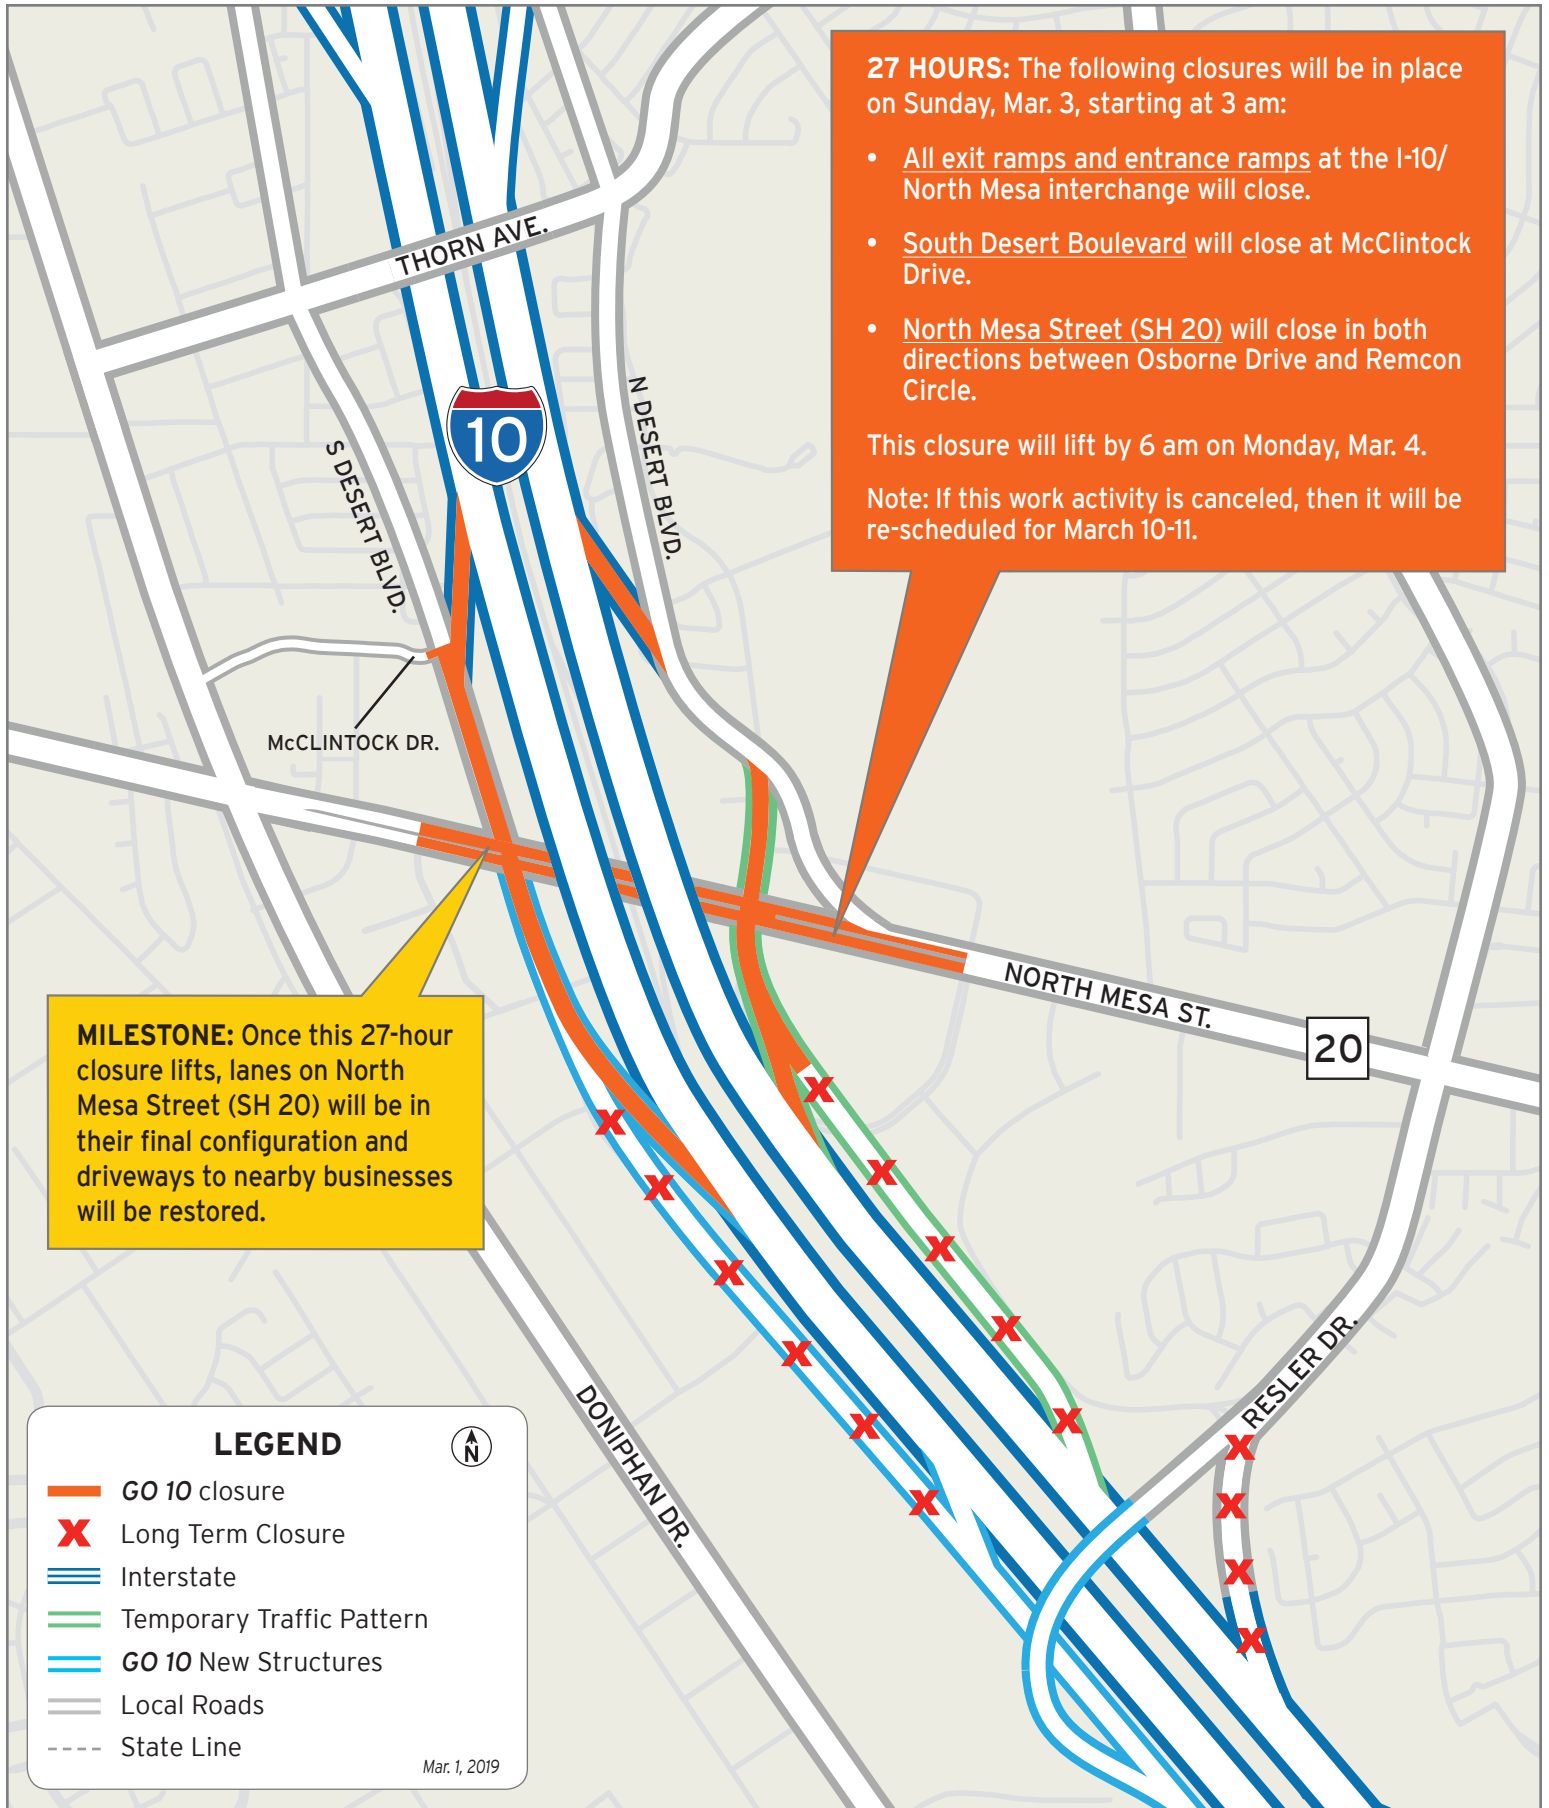 27 HOURS: The following closures will be in place
on Sunday, Mar. 3, starting at 3 am:
• All exit ramps and entrance ramps at the I-10/
North Mesa interchange will close.
• South Desert Boulevard will close at McClintock
Drive.
• North Mesa Street (SH 20) will close in both
directions between Osborne Drive and Remcon
Circle.
This closure will lift by 6 am on Monday, Mar. 4.
Note: If this work activity is canceled, then it will be
re-scheduled for March 10-11.
THORN AVE.
10
N DESERT BLVD.
S DESERT BLVD.
McCLINTOCK DR.
NORTH MESA ST.
20
MILESTONE: Once this 27-hour
closure lifts, lanes on North
Mesa Street (SH 20) will be in
their final configuration and
driveways to nearby businesses
will be restored.
RESLER DR.
DONIPHAN DR.
LEGEND
N
GO 10 closure
X Long Term Closure
Interstate
Temporary Traffic Pattern
GO 10 New Structures
Local Roads
State Line
Mar. 1, 2019